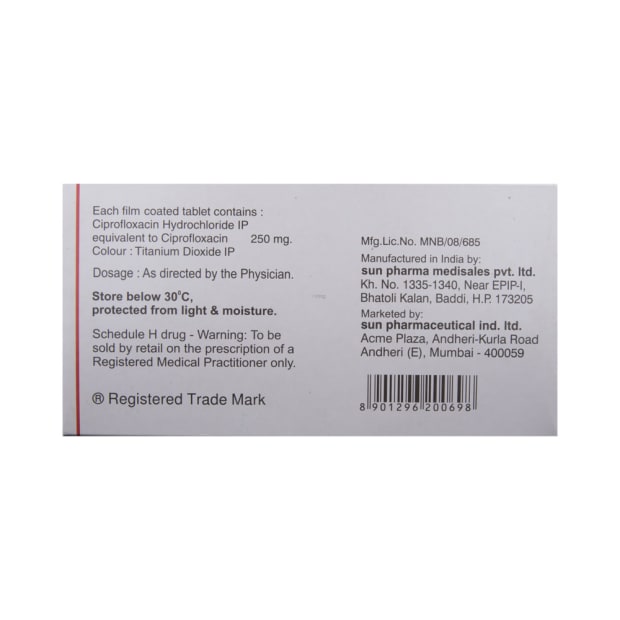 Each film coated tablet contains :
Ciprofloxacin Hydrochloride IP
equivalent to Ciprofloxacin 250 mg.
Colour : Titanium Dioxide IP
Dosage : As directed by the Physician.
Store below 30°C,
protected from light & moisture.
Schedule H drug - Warning: To be
sold by retail on the prescription of a
Registered Medical Practitioner only.
® Registered Trade Mark
Mfg.Lic.No. MNB/08/685
Manufactured in India by:
sun pharma medisales pvt. ltd.
Kh. No. 1335-1340, Near EPIP-I,
Bhatoli Kalan, Baddi, H.P. 173205
Marketed by:
sun pharmaceutical ind. ltd.
Acme Plaza, Andheri-Kurla Road
Andheri (E), Mumbai - 400059
8 901296 200698